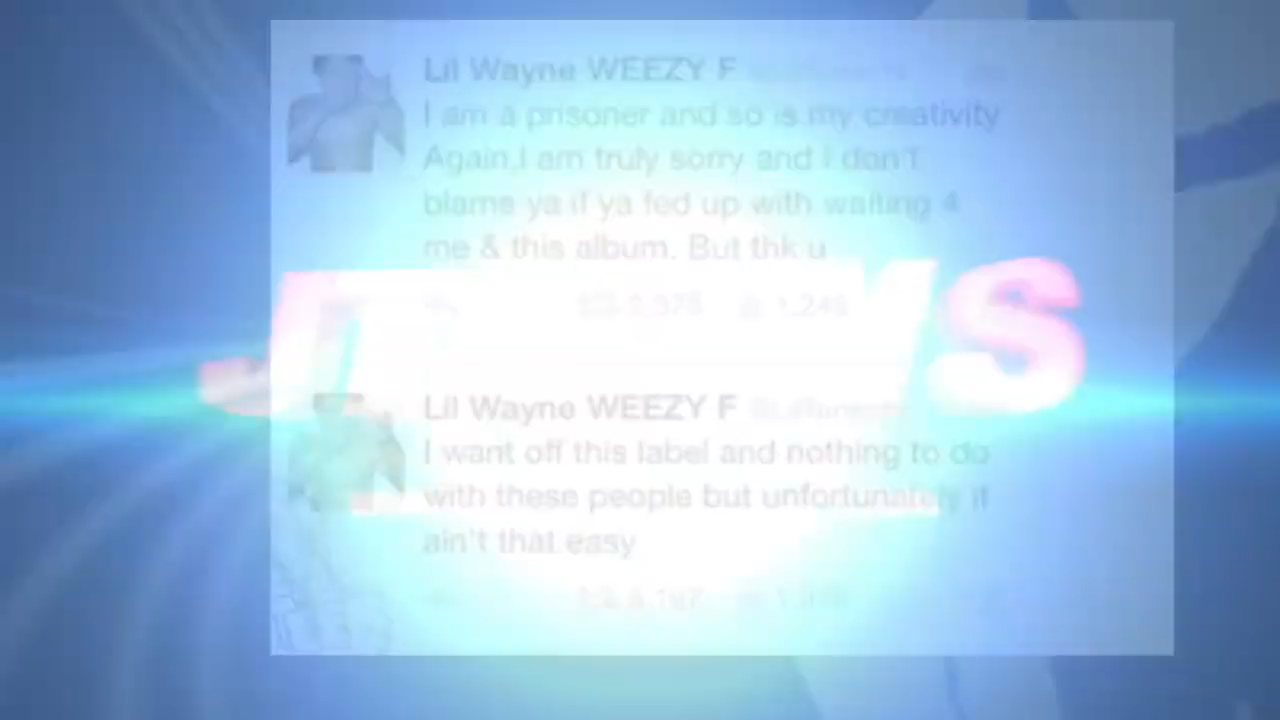 Lil Wayne WEEZY F
I am a prisoner and so is my creativity
Again,I am truly sorry and I don't
blame ya if ya fed up with waiting 4
me & this album. But thk u
Lil Wayne WEEZY F
I want off this label and nothing to do
with these people but unfortunately it
ain't that easy